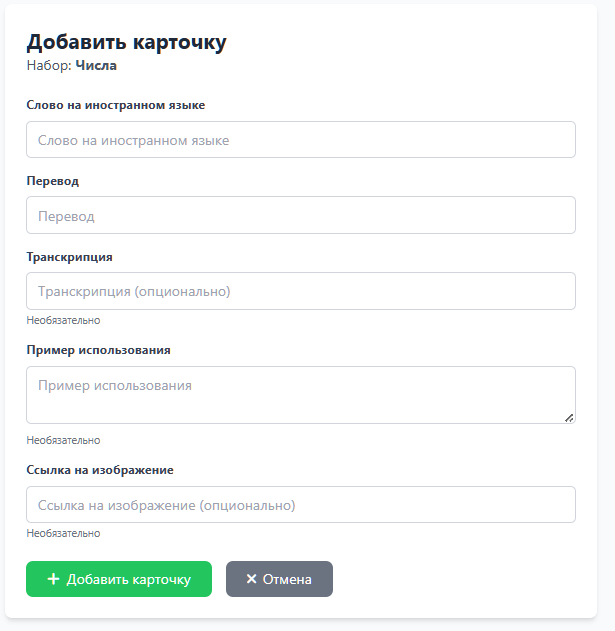 Добавить карточку
Набор: Числа
Слово на иностранном языке
Слово на иностранном языке
Перевод
Перевод
Транскрипция
Транскрипция (опционально)
Необязательно
Пример использования
Пример использования
Необязательно
Ссылка на изображение
Ссылка на изображение (опционально)
Необязательно
Добавить карточку Отмена